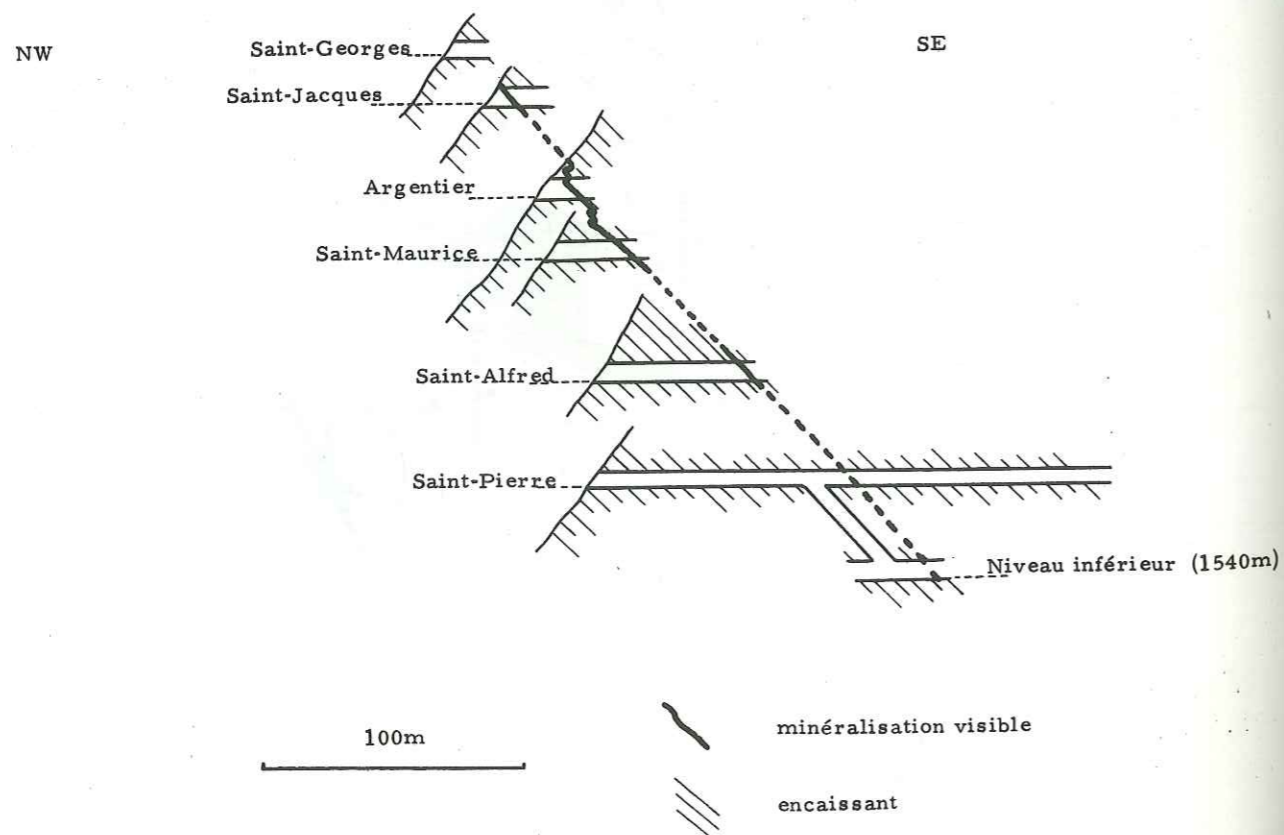 NW
SE
Saint-Georges
Saint-Jacques
Argentier
Saint-Maurice
Saint-Alfred
Saint-Pierre
Niveau inférieur (1540m)
100m
minéralisation visible
encaissant